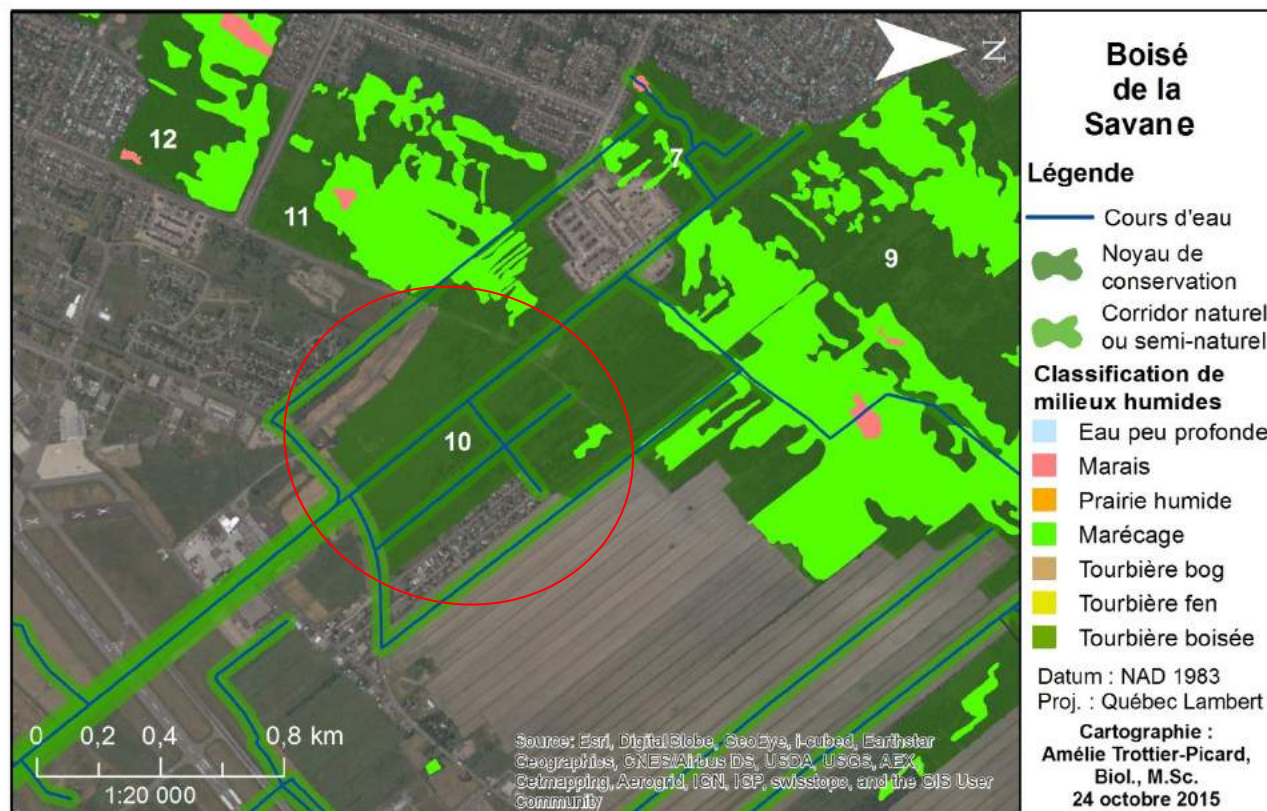 12
11
7
9
10
N
0 0,2 0,4 0,8 km
1:20 000
Source: Esri, DigitalGlobe, GeoEye, i-cubed, Earthstar
Geographics, CNES/Airbus DS, USDA, USGS, AEX,
Getmapping, Aerogrid, IGN, IGP, swisstopo, and the GIS User
Community
Boisé
de la
Savane
Légende
Cours d'eau
Noyau de
conservation
Corridor naturel
ou semi-naturel
Classification de
milieux humides
Eau peu profonde
Marais
Prairie humide
Marécage
Tourbière bog
Tourbière fen
Tourbière boisée
Datum : NAD 1983
Proj. : Québec Lambert
Cartographie :
Amélie Trottier-Picard,
Biol., M.Sc.
24 octobre 2015